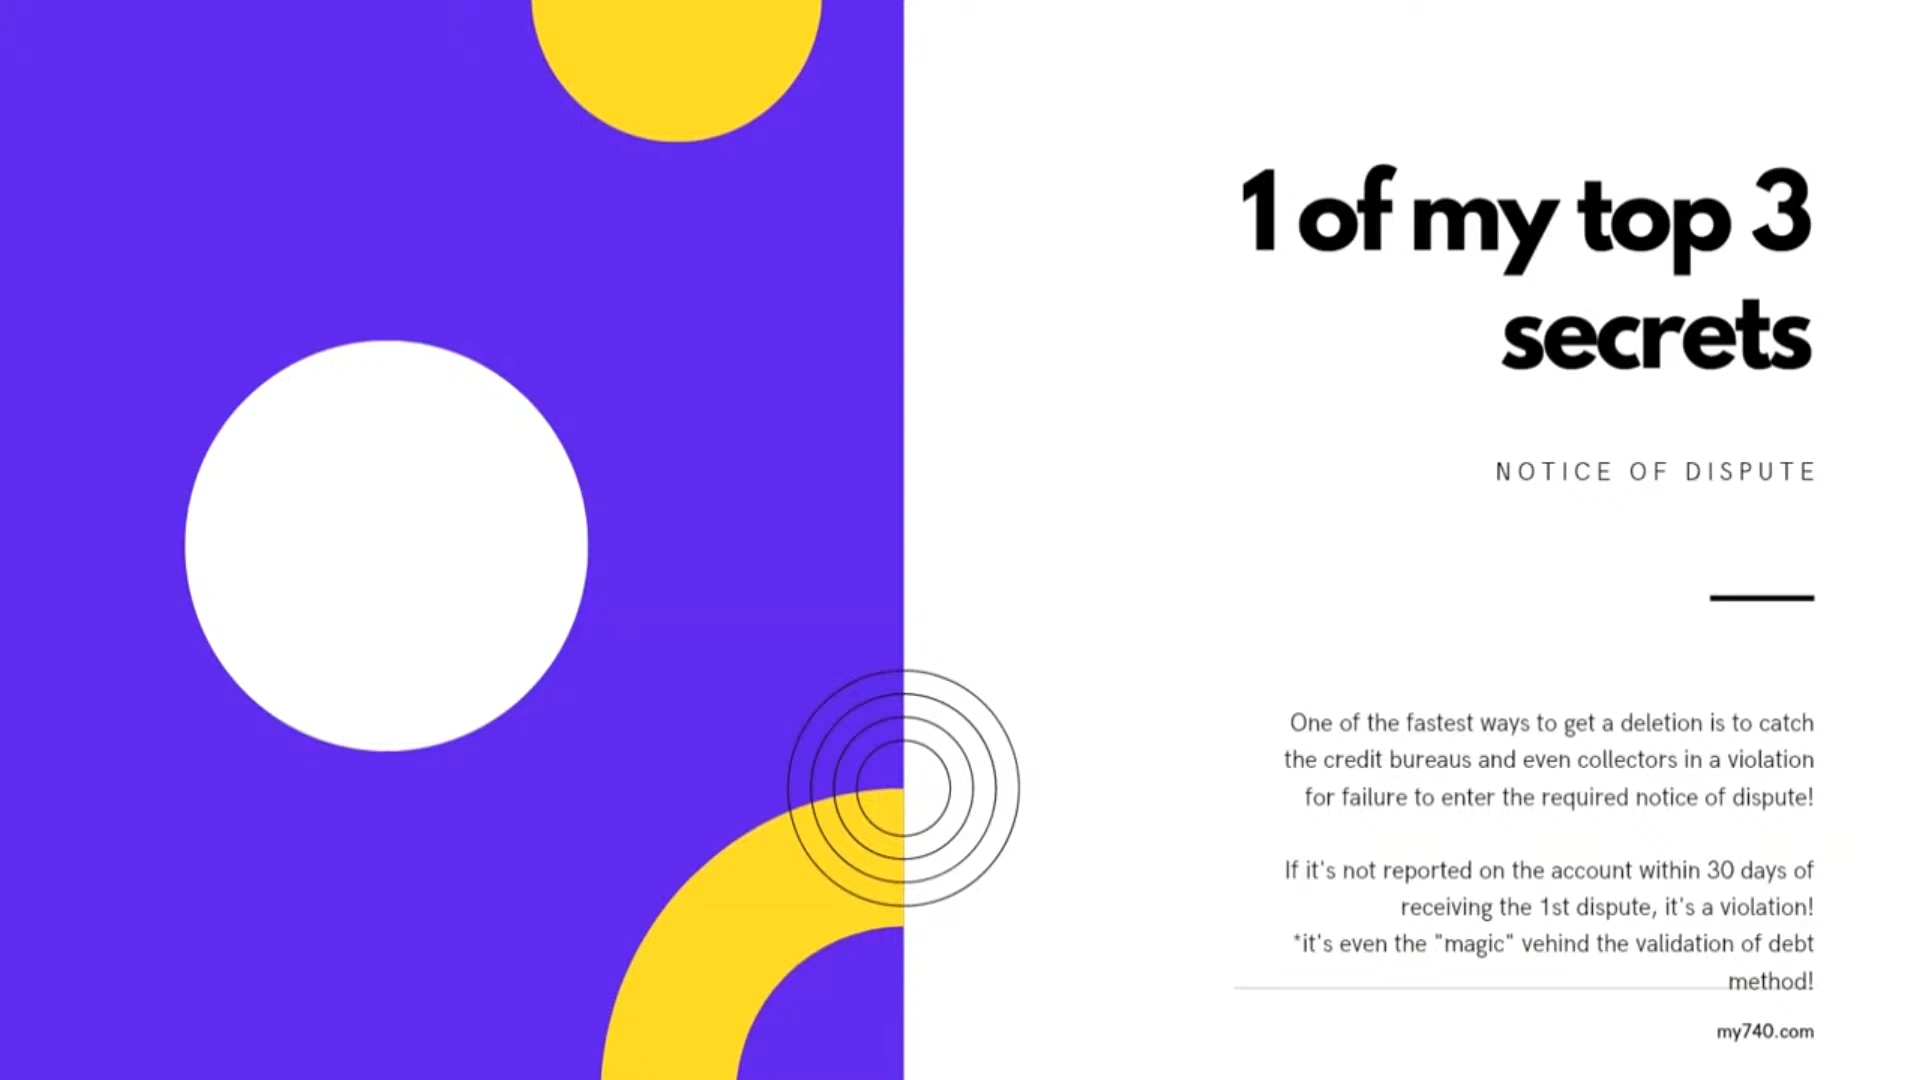 1 of my top 3
secrets
NOTICE OF DISPUTE
One of the fastest ways to get a deletion is to catch
the credit bureaus and even collectors in a violation
for failure to enter the required notice of dispute!
If it's not reported on the account within 30 days of
receiving the 1st dispute, it's a violation!
*it's even the "magic" vehind the validation of debt
method!
my740.com